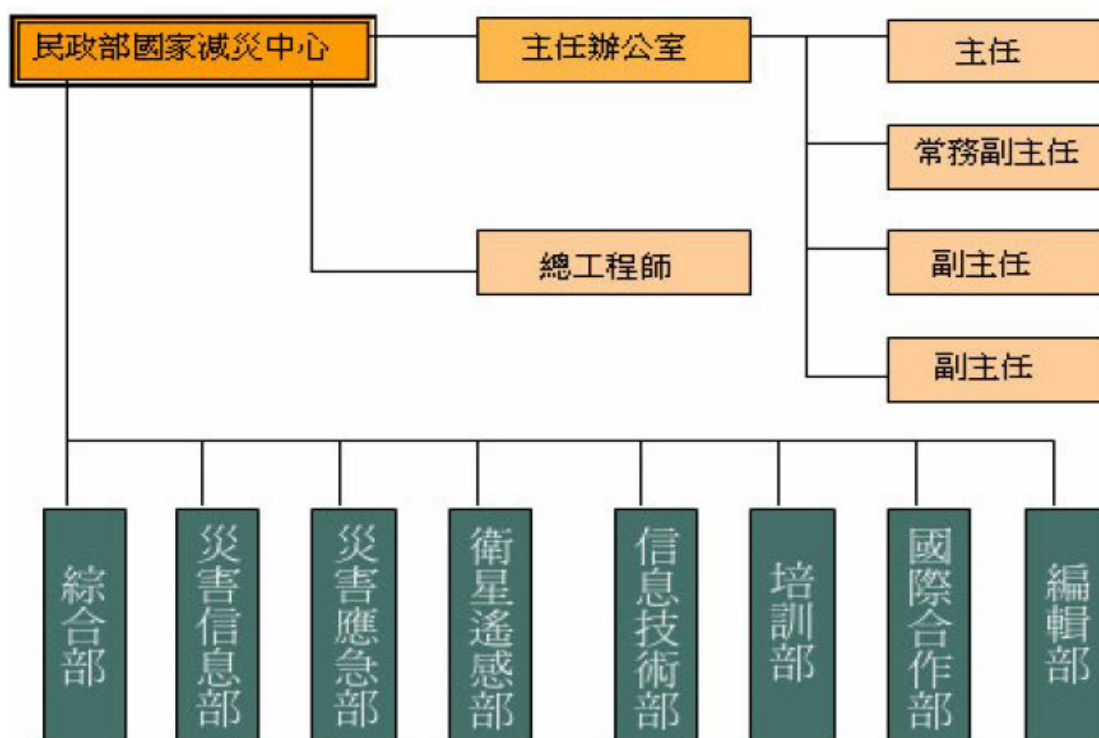 民政部國家減災中心
主任辦公室
主任
常務副主任
總工程師
副主任
副主任
綜合部
災害信息部
災害應急部
衛星遙感部
信息技術部
培訓部
國際合作部
編輯部